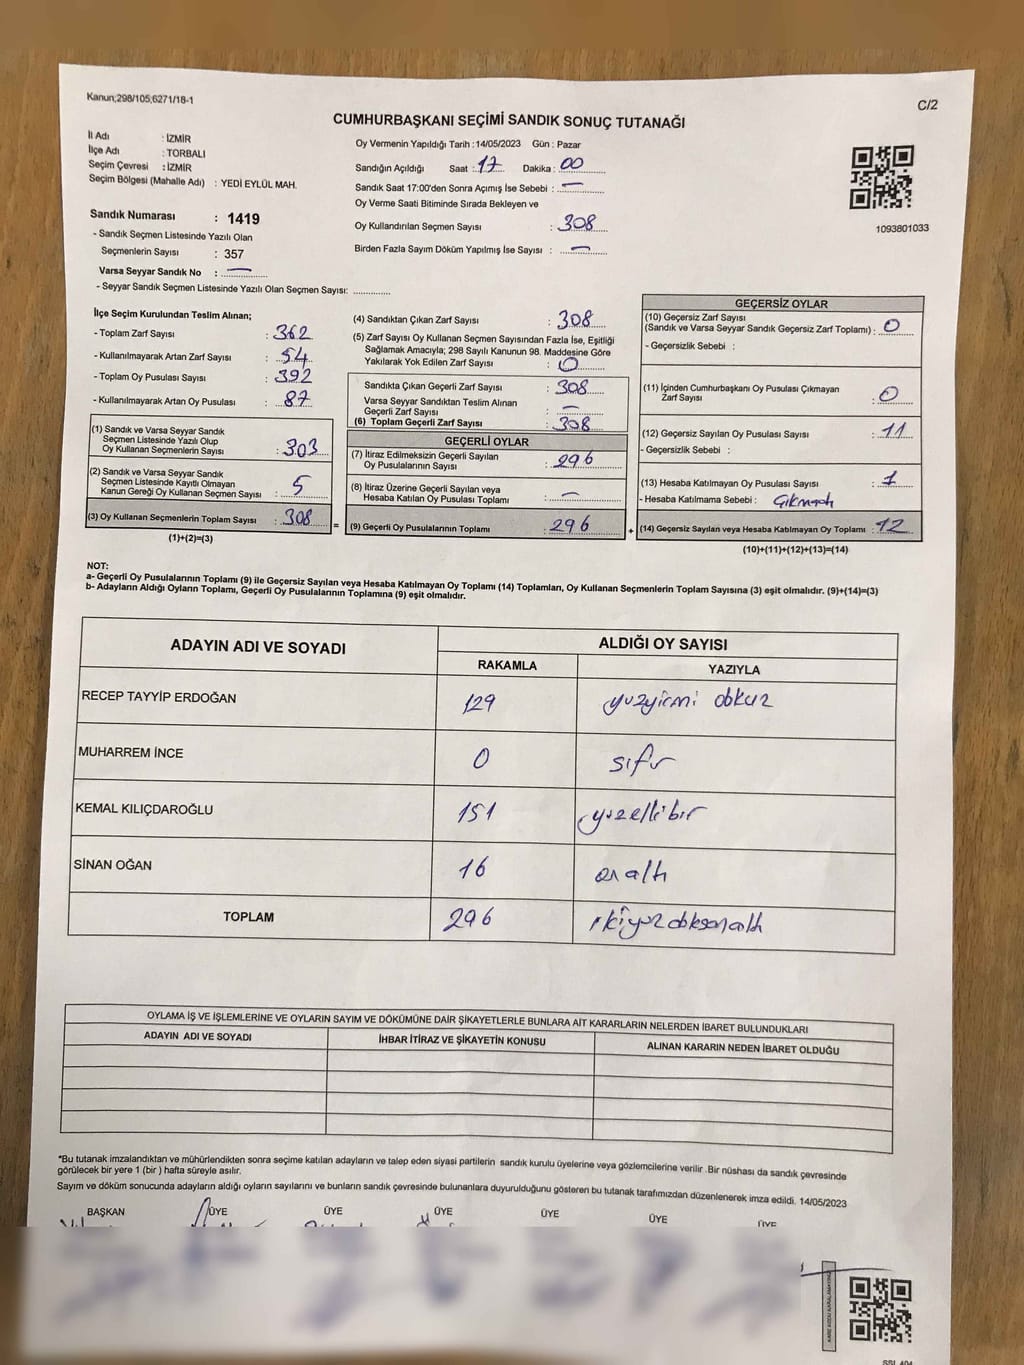 Kanun;298/105;6271/18-1
C/2
CUMHURBAŞKANI SEÇİMİ SANDIK SONUÇ TUTANAĞI
İl Adı : İZMİR
İlçe Adı : TORBALI
Seçim Çevresi : İZMİR
Seçim Bölgesi (Mahalle Adı) : YEDİ EYLÜL MAH.
Sandık Numarası : 1419
- Sandık Seçmen Listesinde Yazılı Olan
Seçmenlerin Sayısı : 357
Varsa Seyyar Sandık No : —
- Seyyar Sandık Seçmen Listesinde Yazılı Olan Seçmen Sayısı: ..............
Oy Vermenin Yapıldığı Tarih : 14/05/2023 Gün : Pazar
Sandığın Açıldığı Saat : 17 Dakika : 00
Sandık Saat 17:00'den Sonra Açımış İse Sebebi : —
Oy Verme Saati Bitiminde Sırada Bekleyen ve
Oy Kullandırılan Seçmen Sayısı : 308
Birden Fazla Sayım Döküm Yapılmış İse Sayısı : —
1093801033
İlçe Seçim Kurulundan Teslim Alınan;
- Toplam Zarf Sayısı : 362
- Kullanılmayarak Artan Zarf Sayısı : 54
- Toplam Oy Pusulası Sayısı : 392
- Kullanılmayarak Artan Oy Pusulası : 87
(1) Sandık ve Varsa Seyyar Sandık
Seçmen Listesinde Yazılı Olup
Oy Kullanan Seçmenlerin Sayısı : 303
(2) Sandık ve Varsa Seyyar Sandık
Seçmen Listesinde Kayıtlı Olmayan
Kanun Gereği Oy Kullanan Seçmen Sayısı : 5
(3) Oy Kullanan Seçmenlerin Toplam Sayısı : 308
(1)+(2)=(3)
(4) Sandıktan Çıkan Zarf Sayısı : 308
(5) Zarf Sayısı Oy Kullanan Seçmen Sayısından Fazla İse, Eşitliği
Sağlamak Amacıyla; 298 Sayılı Kanunun 98. Maddesine Göre
Yakılarak Yok Edilen Zarf Sayısı : 0
Sandıkta Çıkan Geçerli Zarf Sayısı : 308
Varsa Seyyar Sandıktan Teslim Alınan
Geçerli Zarf Sayısı : —
(6) Toplam Geçerli Zarf Sayısı : 308
GEÇERLİ OYLAR
(7) İtiraz Edilmeksizin Geçerli Sayılan
Oy Pusulalarının Sayısı : 296
(8) İtiraz Üzerine Geçerli Sayılan veya
Hesaba Katılan Oy Pusulası Toplamı : —
= (9) Geçerli Oy Pusulalarının Toplamı : 296
GEÇERSİZ OYLAR
(10) Geçersiz Zarf Sayısı
(Sandık ve Varsa Seyyar Sandık Geçersiz Zarf Toplamı) : 0
- Geçersizlik Sebebi :
(11) İçinden Cumhurbaşkanı Oy Pusulası Çıkmayan
Zarf Sayısı : 0
(12) Geçersiz Sayılan Oy Pusulası Sayısı : 11
- Geçersizlik Sebebi :
(13) Hesaba Katılmayan Oy Pusulası Sayısı : 1
- Hesaba Katılmama Sebebi : Çıkmadı
+ (14) Geçersiz Sayılan veya Hesaba Katılmayan Oy Toplamı : 12
(10)+(11)+(12)+(13)=(14)
NOT:
a- Geçerli Oy Pusulalarının Toplamı (9) ile Geçersiz Sayılan veya Hesaba Katılmayan Oy Toplamı (14) Toplamları, Oy Kullanan Seçmenlerin Toplam Sayısına (3) eşit olmalıdır. (9)+(14)=(3)
b- Adayların Aldığı Oyların Toplamı, Geçerli Oy Pusulalarının Toplamına (9) eşit olmalıdır.
ADAYIN ADI VE SOYADI ALDIĞI OY SAYISI
RAKAMLA YAZIYLA
RECEP TAYYİP ERDOĞAN 129 yüzyirmi dokuz
MUHARREM İNCE 0 sıfır
KEMAL KILIÇDAROĞLU 151 yüzellibir
SİNAN OĞAN 16 onaltı
TOPLAM 296 ikiyüzdoksanaltı
OYLAMA İŞ VE İŞLEMLERİNE VE OYLARIN SAYIM VE DÖKÜMÜNE DAİR ŞİKAYETLERLE BUNLARA AİT KARARLARIN NELERDEN İBARET BULUNDUKLARI
ADAYIN ADI VE SOYADI İHBAR İTİRAZ VE ŞİKAYETİN KONUSU ALINAN KARARIN NEDEN İBARET OLDUĞU
*Bu tutanak imzalandıktan ve mühürlendikten sonra seçime katılan adayların ve talep eden siyasi partilerin sandık kurulu üyelerine veya gözlemcilerine verilir .Bir nüshası da sandık çevresinde
görülecek bir yere 1 (bir ) hafta süreyle asılır.
Sayım ve döküm sonucunda adayların aldığı oyların sayılarını ve bunların sandık çevresinde bulunanlara duyurulduğunu gösteren bu tutanak tarafımızdan düzenlenerek imza edildi. 14/05/2023
BAŞKAN ÜYE ÜYE ÜYE ÜYE ÜYE ÜYE